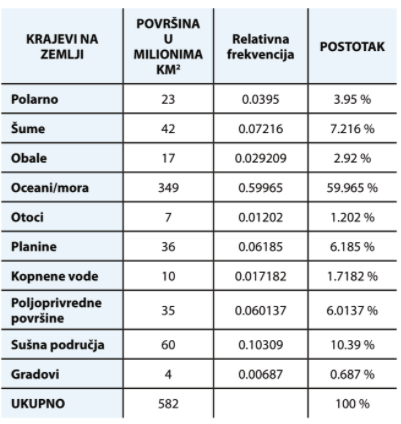 KRAJEVI NA ZEMLJI | POVRŠINA U MILIONIMA KM² | Relativna frekvencija | POSTOTAK
Polarno | 23 | 0.0395 | 3.95 %
Šume | 42 | 0.07216 | 7.216 %
Obale | 17 | 0.029209 | 2.92 %
Oceani/mora | 349 | 0.59965 | 59.965 %
Otoci | 7 | 0.01202 | 1.202 %
Planine | 36 | 0.06185 | 6.185 %
Kopnene vode | 10 | 0.017182 | 1.7182 %
Poljoprivredne površine | 35 | 0.060137 | 6.0137 %
Sušna područja | 60 | 0.10309 | 10.39 %
Gradovi | 4 | 0.00687 | 0.687 %
UKUPNO | 582 | | 100 %